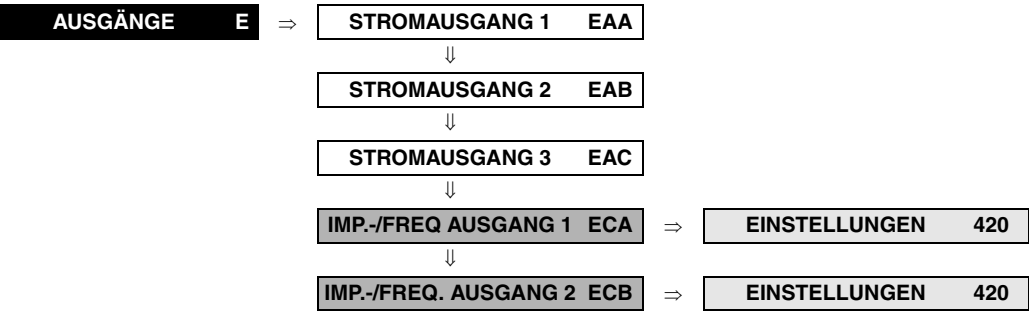 AUSGÄNGE E ⇒ STROMAUSGANG 1 EAA
⇓
STROMAUSGANG 2 EAB
⇓
STROMAUSGANG 3 EAC
⇓
IMP.-/FREQ AUSGANG 1 ECA ⇒ EINSTELLUNGEN 420
⇓
IMP.-/FREQ. AUSGANG 2 ECB ⇒ EINSTELLUNGEN 420